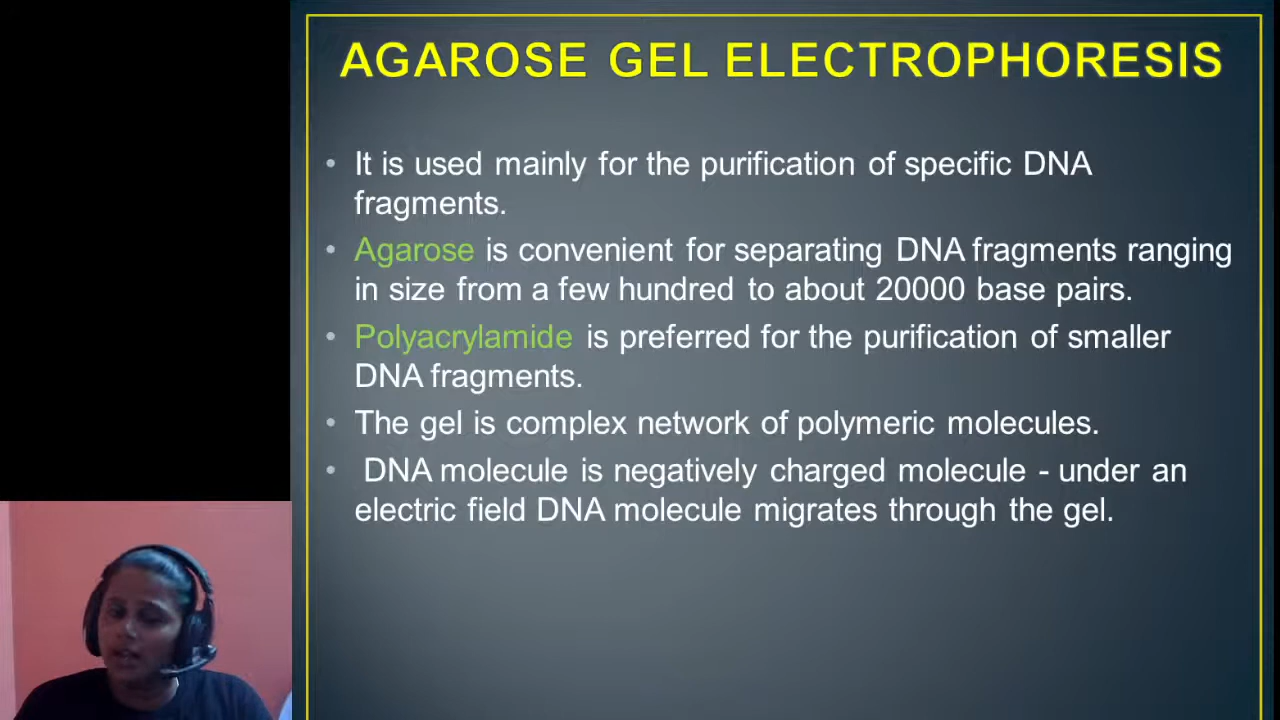 AGAROSE GEL ELECTROPHORESIS
• It is used mainly for the purification of specific DNA
fragments.
• Agarose is convenient for separating DNA fragments ranging
in size from a few hundred to about 20000 base pairs.
• Polyacrylamide is preferred for the purification of smaller
DNA fragments.
• The gel is complex network of polymeric molecules.
• DNA molecule is negatively charged molecule - under an
electric field DNA molecule migrates through the gel.